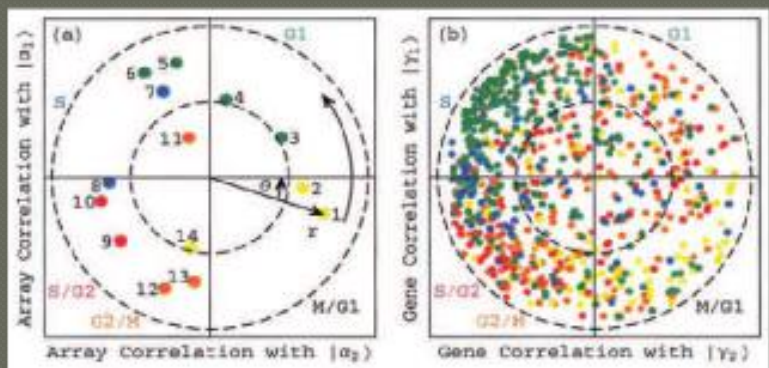 (a)
G1
Array Correlation with |α₁⟩
S
S/G2
G2/M
M/G1
5
6
7
4
11
3
8
10
θ
2
1
r
9
14
12
13
Array Correlation with |α₂⟩
(b)
G1
Gene Correlation with |γ₁⟩
S
S/G2
G2/M
M/G1
Gene Correlation with |γ₂⟩